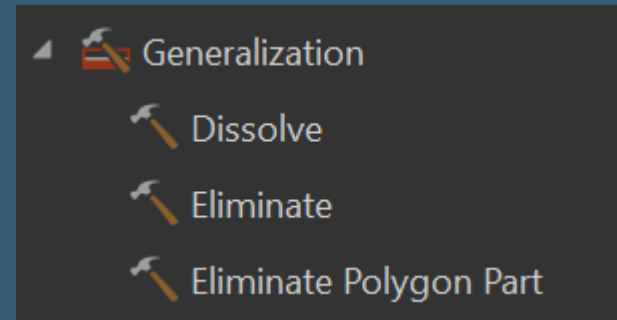 Generalization
Dissolve
Eliminate
Eliminate Polygon Part